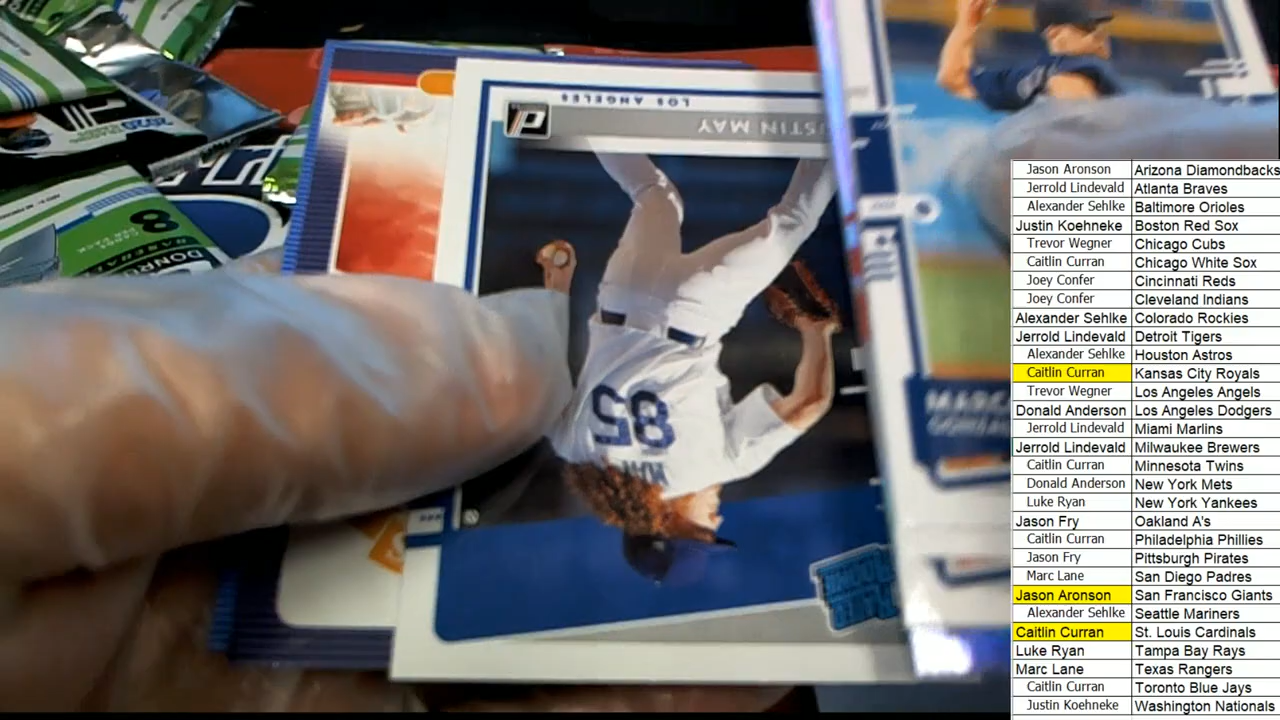 LOS ANGELES
P
STIN MAY
85
MAY
2020
8
DONRU
MARC
Jason Aronson Arizona Diamondbacks
Jerrold Lindevald Atlanta Braves
Alexander Sehlke Baltimore Orioles
Justin Koehneke Boston Red Sox
Trevor Wegner Chicago Cubs
Caitlin Curran Chicago White Sox
Joey Confer Cincinnati Reds
Joey Confer Cleveland Indians
Alexander Sehlke Colorado Rockies
Jerrold Lindevald Detroit Tigers
Alexander Sehlke Houston Astros
Caitlin Curran Kansas City Royals
Trevor Wegner Los Angeles Angels
Donald Anderson Los Angeles Dodgers
Jerrold Lindevald Miami Marlins
Jerrold Lindevald Milwaukee Brewers
Caitlin Curran Minnesota Twins
Donald Anderson New York Mets
Luke Ryan New York Yankees
Jason Fry Oakland A's
Caitlin Curran Philadelphia Phillies
Jason Fry Pittsburgh Pirates
Marc Lane San Diego Padres
Jason Aronson San Francisco Giants
Alexander Sehlke Seattle Mariners
Caitlin Curran St. Louis Cardinals
Luke Ryan Tampa Bay Rays
Marc Lane Texas Rangers
Caitlin Curran Toronto Blue Jays
Justin Koehneke Washington Nationals